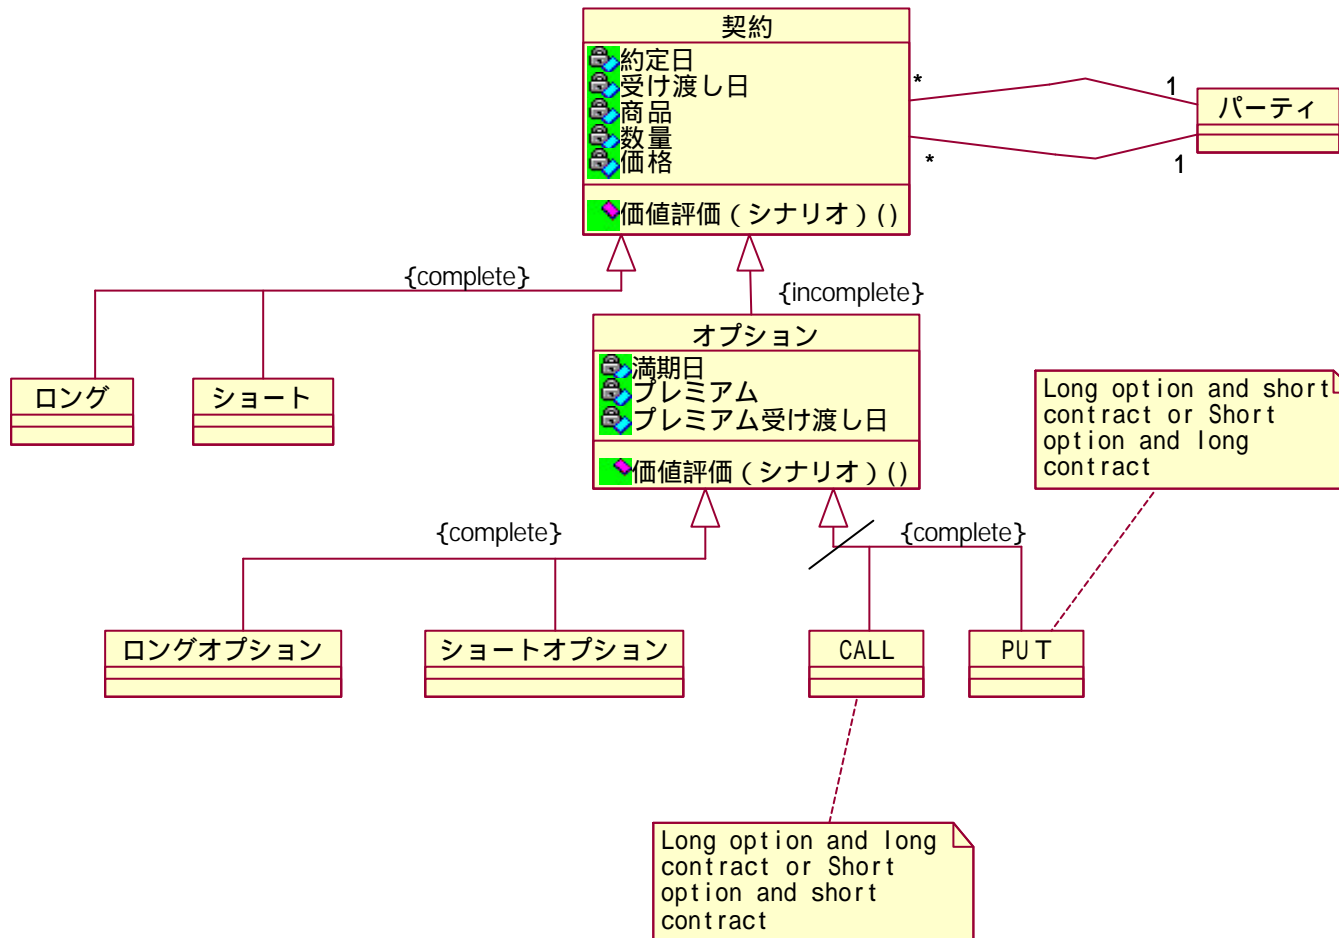 契約
約定日
受け渡し日
商品
数量
価格
価値評価（シナリオ）()
*
1
*
1
パーティ
{complete}
{incomplete}
ロング
ショート
オプション
満期日
プレミアム
プレミアム受け渡し日
価値評価（シナリオ）()
Long option and short
contract or Short
option and long
contract
{complete}
{complete}
ロングオプション
ショートオプション
CALL
PUT
Long option and long
contract or Short
option and short
contract